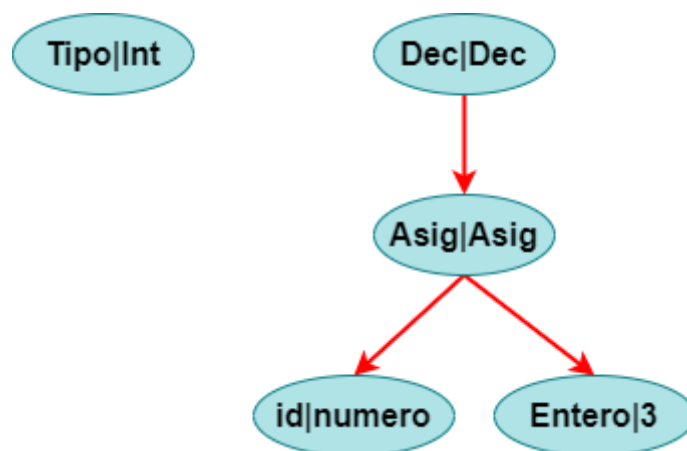 Tipo|Int
Dec|Dec
Asig|Asig
id|numero
Entero|3